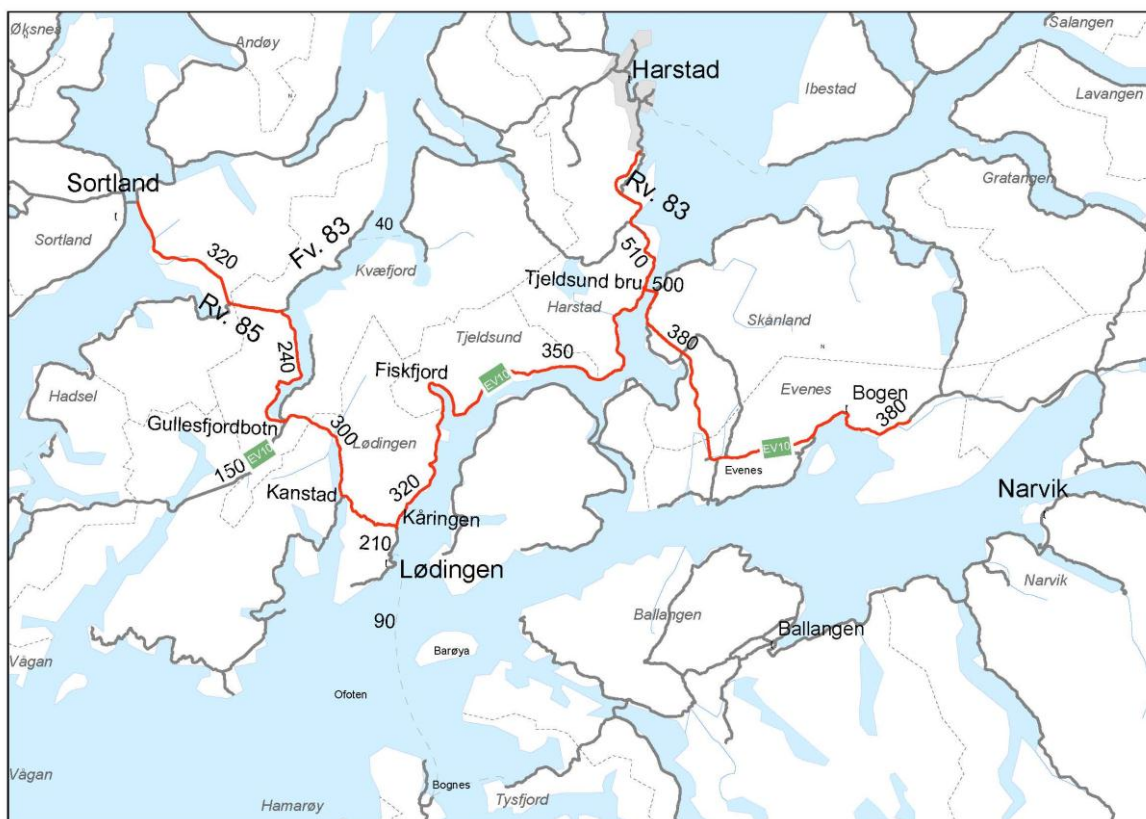 Øksnes
Andøy
Salangen
Harstad
Ibestad
Lavangen
Sortland
Rv. 83
Gratangen
Sortland
320
Fv. 83
40
Kvæfjord
510
Tjeldsund bru
500
Harstad
Skånland
Rv. 85
240
Tjeldsund
350
380
Fiskfjord
EV10
Hadsel
Evenes
Bogen
380
Gullesfjordbotn
300
Lødingen
EV10
EV10
150
Evenes
Kanstad
320
Narvik
Kåringen
210
Lødingen
Narvik
90
Ballangen
Ballangen
Barøya
Vågan
Ofoten
Vågan
Bognes
Hamarøy
Tysfjord